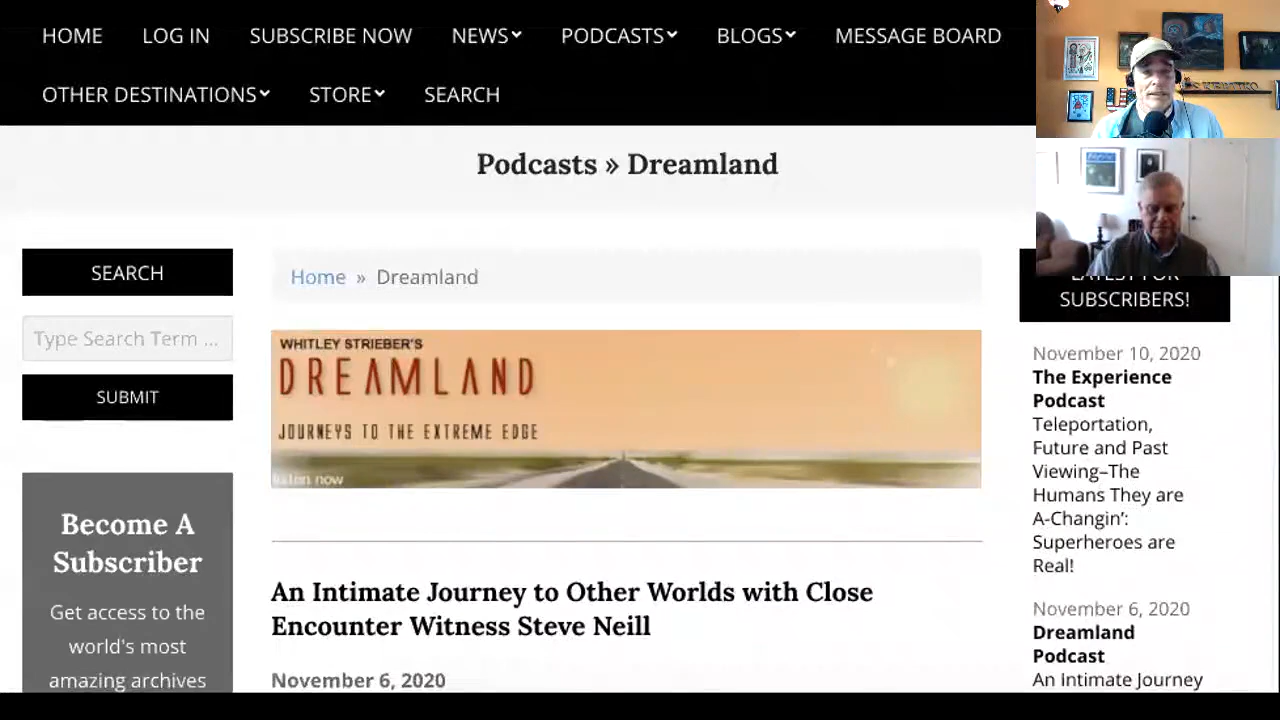 HOME LOG IN SUBSCRIBE NOW NEWS PODCASTS BLOGS MESSAGE BOARD
OTHER DESTINATIONS STORE SEARCH
Podcasts » Dreamland
SEARCH
Type Search Term ...
SUBMIT
Become A
Subscriber
Get access to the
world's most
amazing archives
Home » Dreamland
WHITLEY STRIEBER'S
DREAMLAND
JOURNEYS TO THE EXTREME EDGE
listen now
An Intimate Journey to Other Worlds with Close
Encounter Witness Steve Neill
November 6, 2020
LATEST FOR
SUBSCRIBERS!
November 10, 2020
The Experience
Podcast
Teleportation,
Future and Past
Viewing–The
Humans They are
A-Changin’:
Superheroes are
Real!
November 6, 2020
Dreamland
Podcast
An Intimate Journey